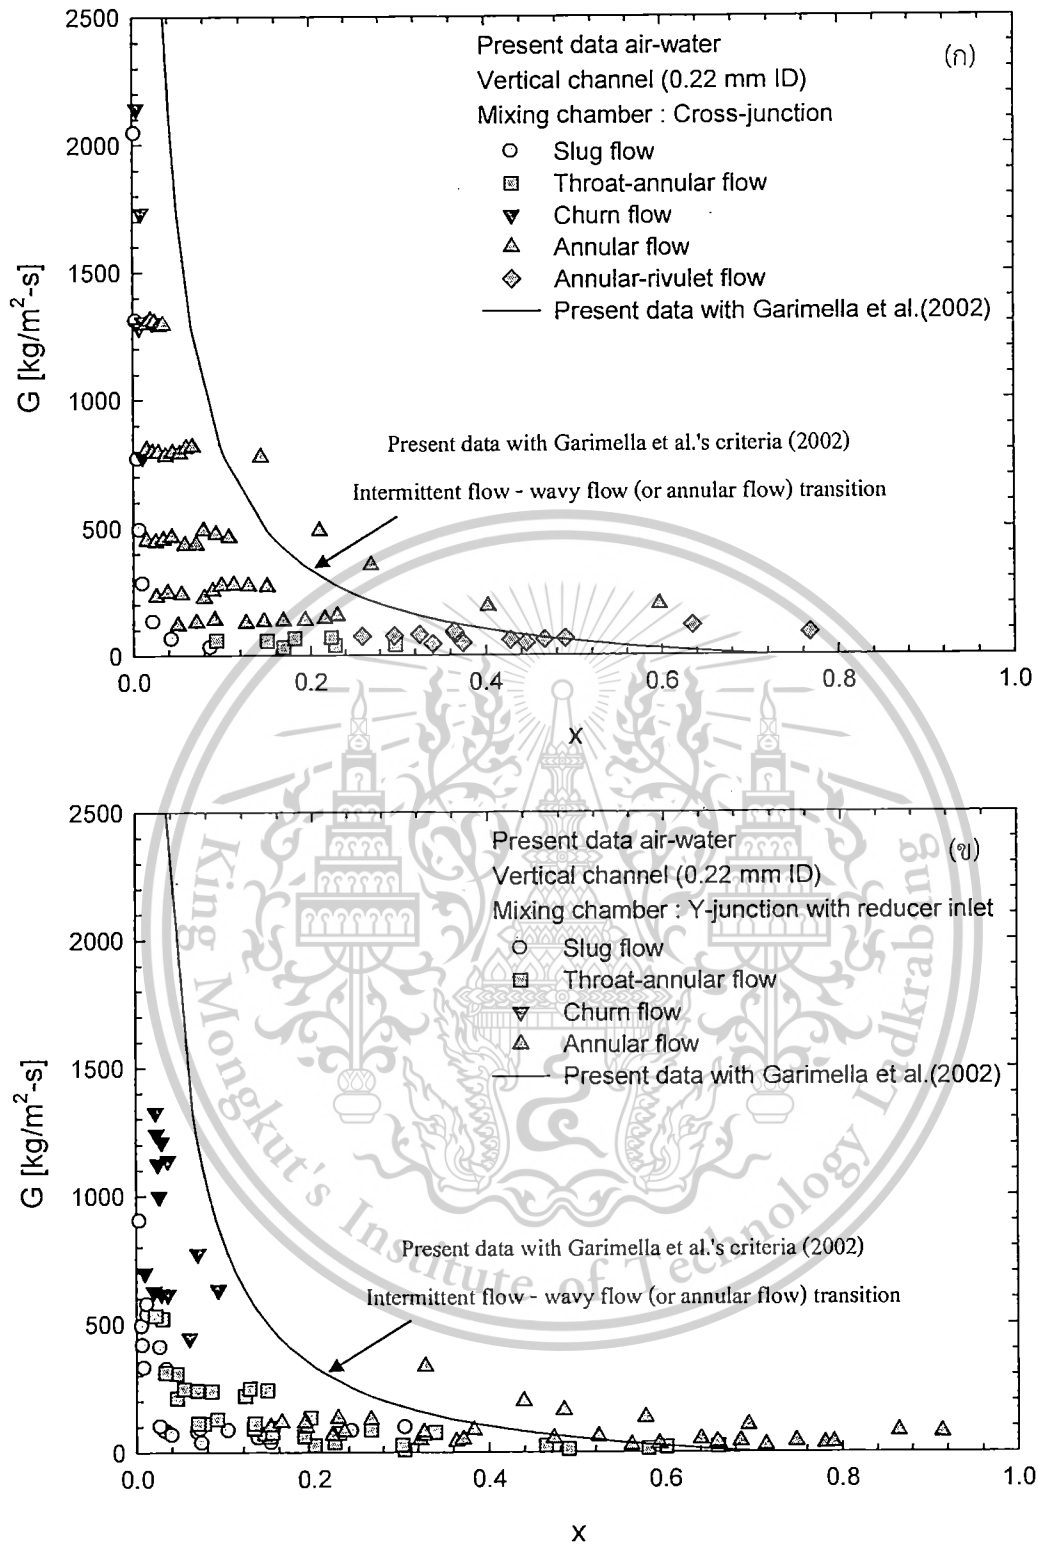 2500
2000
1500
1000
500
0
G [kg/m²-s]
Present data air-water
(ก)
Vertical channel (0.22 mm ID)
Mixing chamber : Cross-junction
Slug flow
Throat-annular flow
Churn flow
Annular flow
Annular-rivulet flow
Present data with Garimella et al.(2002)
Present data with Garimella et al.'s criteria (2002)
Intermittent flow - wavy flow (or annular flow) transition
0.0 0.2 0.4 0.6 0.8 1.0
x
2500
2000
1500
1000
500
0
G [kg/m²-s]
Present data air-water
(ข)
Vertical channel (0.22 mm ID)
Mixing chamber : Y-junction with reducer inlet
Slug flow
Throat-annular flow
Churn flow
Annular flow
Present data with Garimella et al.(2002)
Present data with Garimella et al.'s criteria (2002)
Intermittent flow - wavy flow (or annular flow) transition
0.0 0.2 0.4 0.6 0.8 1.0
x
King Mongkut's Institute of Technology Ladkrabang